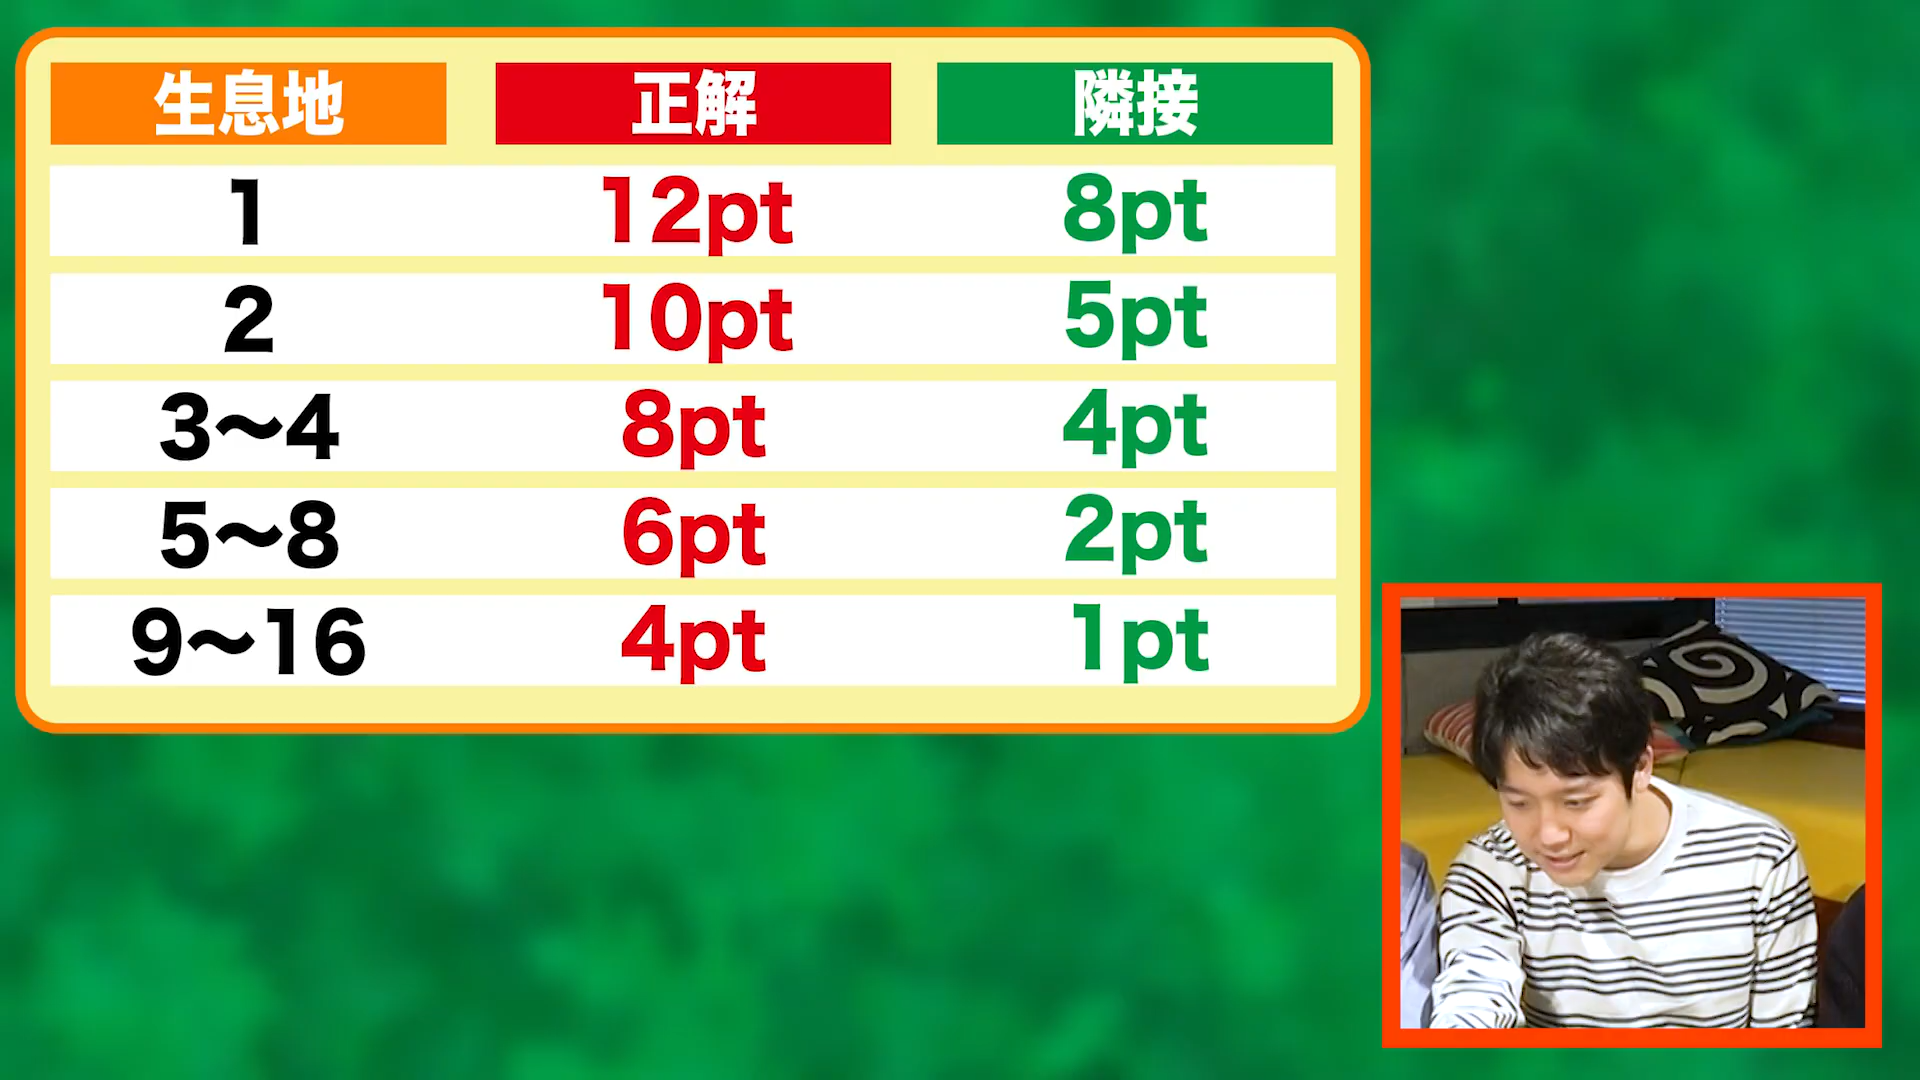 生息地 正解 隣接
1 12pt 8pt
2 10pt 5pt
3〜4 8pt 4pt
5〜8 6pt 2pt
9〜16 4pt 1pt